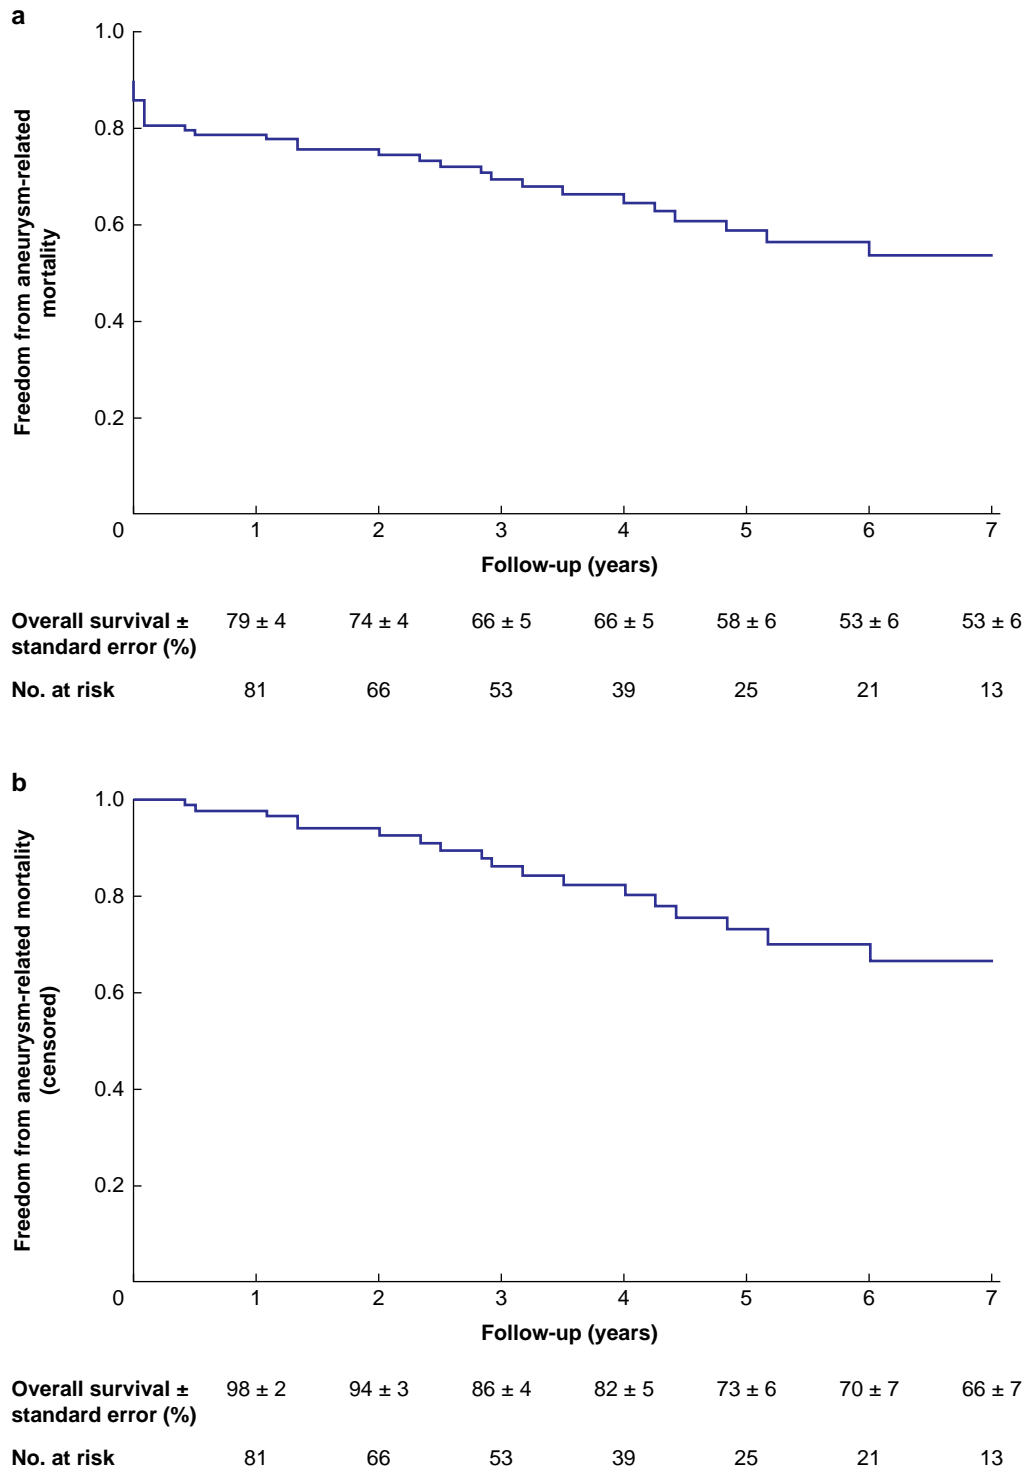 a
1.0
0.8
0.6
0.4
0.2
Freedom from aneurysm-related
mortality
0 1 2 3 4 5 6 7
Follow-up (years)
Overall survival ± 79 ± 4 74 ± 4 66 ± 5 66 ± 5 58 ± 6 53 ± 6 53 ± 6
standard error (%)
No. at risk 81 66 53 39 25 21 13
b
1.0
0.8
0.6
0.4
0.2
Freedom from aneurysm-related mortality
(censored)
0 1 2 3 4 5 6 7
Follow-up (years)
Overall survival ± 98 ± 2 94 ± 3 86 ± 4 82 ± 5 73 ± 6 70 ± 7 66 ± 7
standard error (%)
No. at risk 81 66 53 39 25 21 13